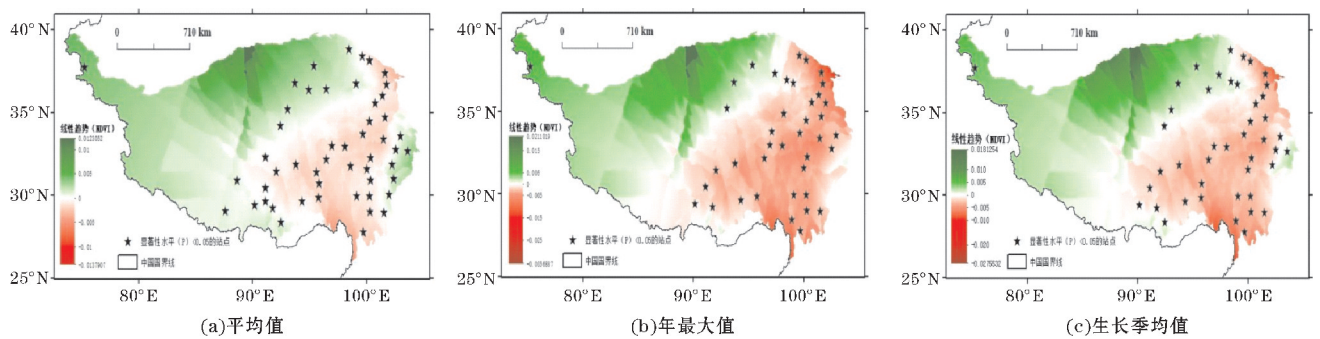 40°N
35°N
30°N
25°N
0 710 km
线性趋势（NDVI）
0.01
0.005
0
-0.005
-0.01
显著性水平（P）<0.05的站点
中国国界线
80°E 90°E 100°E
(a)平均值
40°N
35°N
30°N
25°N
0 710 km
线性趋势（NDVI）
0
显著性水平（P）<0.05的站点
中国国界线
80°E 90°E 100°E
(b)年最大值
40°N
35°N
30°N
25°N
0 710 km
线性趋势（NDVI）
0.010
0.005
0
-0.005
-0.010
-0.020
显著性水平（P）<0.05的站点
中国国界线
80°E 90°E 100°E
(c)生长季均值